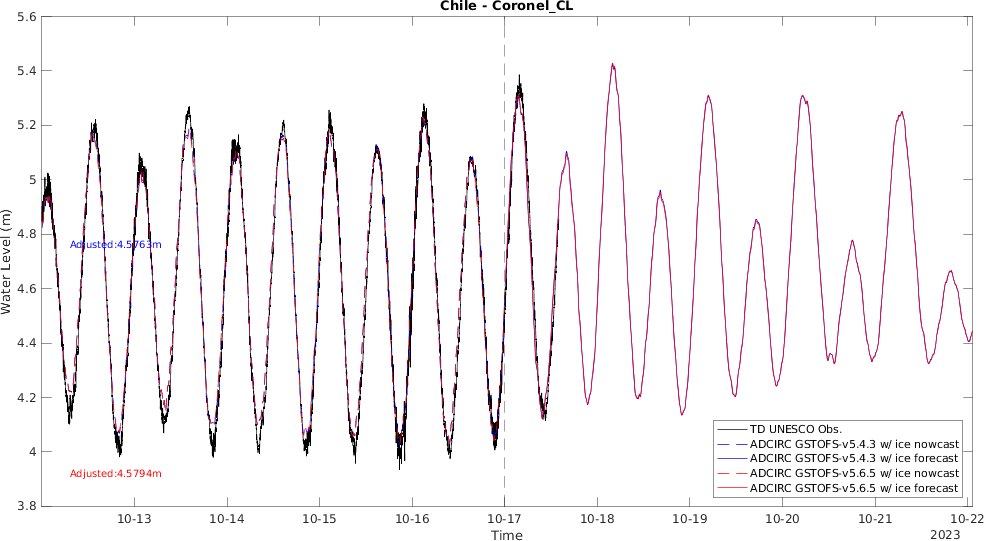 Chile - Coronel_CL
5.6
5.4
5.2
5
4.8
4.6
4.4
4.2
4
3.8
Water Level (m)
Adjusted:4.5763m
Adjusted:4.5794m
TD UNESCO Obs.
ADCIRC GSTOFS-v5.4.3 w/ ice nowcast
ADCIRC GSTOFS-v5.4.3 w/ ice forecast
ADCIRC GSTOFS-v5.6.5 w/ ice nowcast
ADCIRC GSTOFS-v5.6.5 w/ ice forecast
10-13 10-14 10-15 10-16 10-17 10-18 10-19 10-20 10-21 10-22
Time
2023